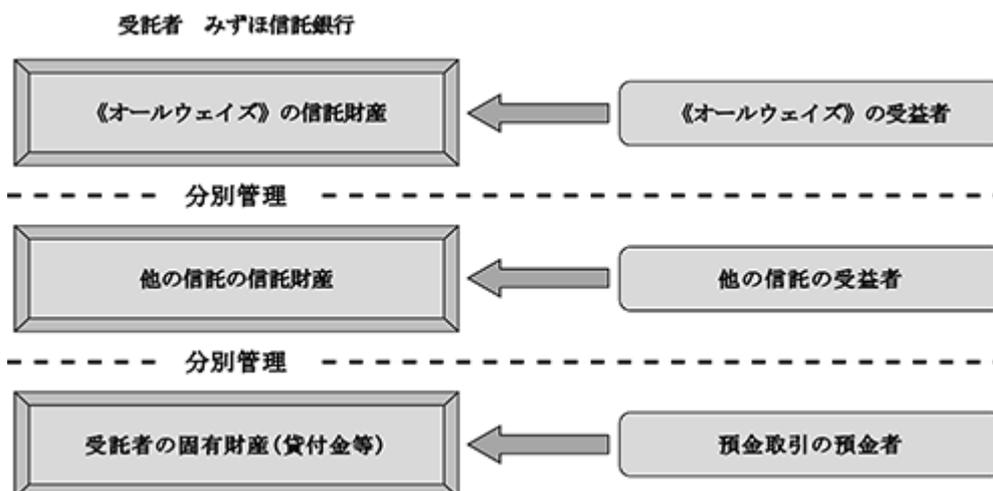 受託者　みずほ信託銀行
《オールウェイズ》の信託財産
《オールウェイズ》の受益者
分別管理
他の信託の信託財産
他の信託の受益者
分別管理
受託者の固有財産(貸付金等)
預金取引の預金者